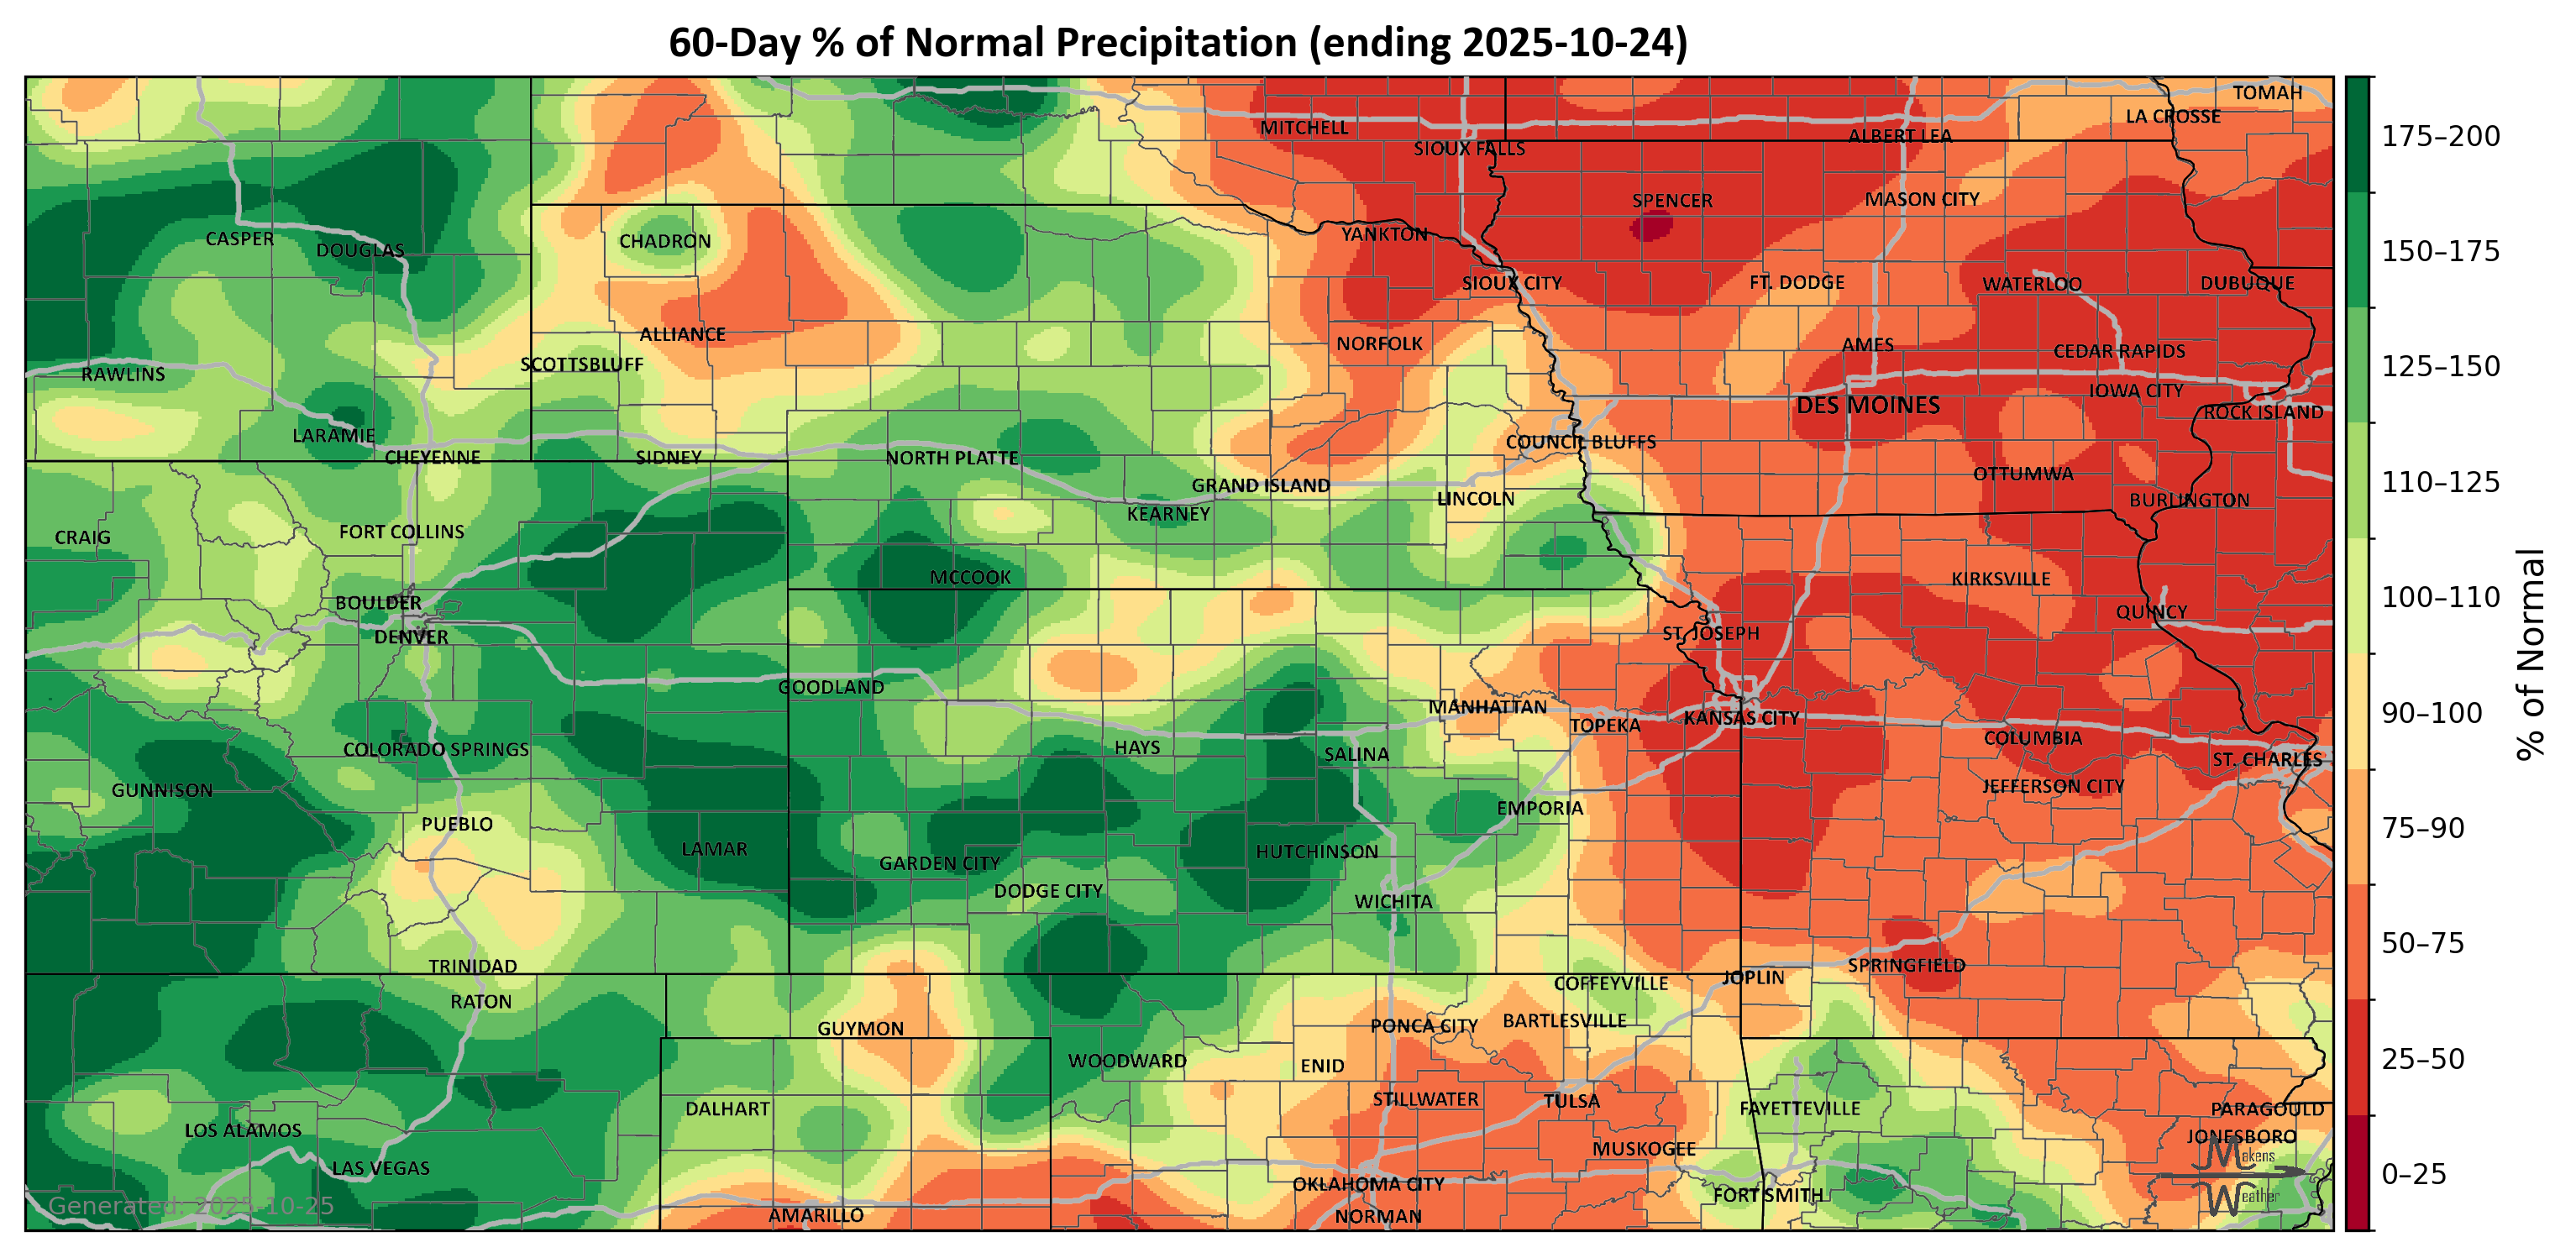 60-Day % of Normal Precipitation (ending 2025-10-24)
TOMAH
LA CROSSE
MITCHELL
ALBERT LEA
SIOUX FALLS
SPENCER
MASON CITY
CASPER
DOUGLAS
CHADRON
YANKTON
SIOUX CITY
FT. DODGE
WATERLOO
DUBUQUE
ALLIANCE
NORFOLK
AMES
CEDAR RAPIDS
SCOTTSBLUFF
RAWLINS
IOWA CITY
DES MOINES
ROCK ISLAND
LARAMIE
COUNCIL BLUFFS
CHEYENNE
SIDNEY
NORTH PLATTE
OTTUMWA
GRAND ISLAND
LINCOLN
BURLINGTON
KEARNEY
CRAIG
FORT COLLINS
MCCOOK
KIRKSVILLE
BOULDER
QUINCY
DENVER
ST. JOSEPH
GOODLAND
MANHATTAN
KANSAS CITY
TOPEKA
COLUMBIA
COLORADO SPRINGS
HAYS
SALINA
ST. CHARLES
GUNNISON
JEFFERSON CITY
EMPORIA
PUEBLO
LAMAR
GARDEN CITY
HUTCHINSON
DODGE CITY
WICHITA
TRINIDAD
SPRINGFIELD
JOPLIN
COFFEYVILLE
RATON
GUYMON
PONCA CITY
BARTLESVILLE
WOODWARD
ENID
STILLWATER
TULSA
DALHART
FAYETTEVILLE
PARAGOULD
LOS ALAMOS
JONESBORO
MUSKOGEE
LAS VEGAS
OKLAHOMA CITY
FORT SMITH
AMARILLO
NORMAN
Generated: 2025-10-25
Makens
Weather
175–200
150–175
125–150
110–125
100–110
90–100
75–90
50–75
25–50
0–25
% of Normal